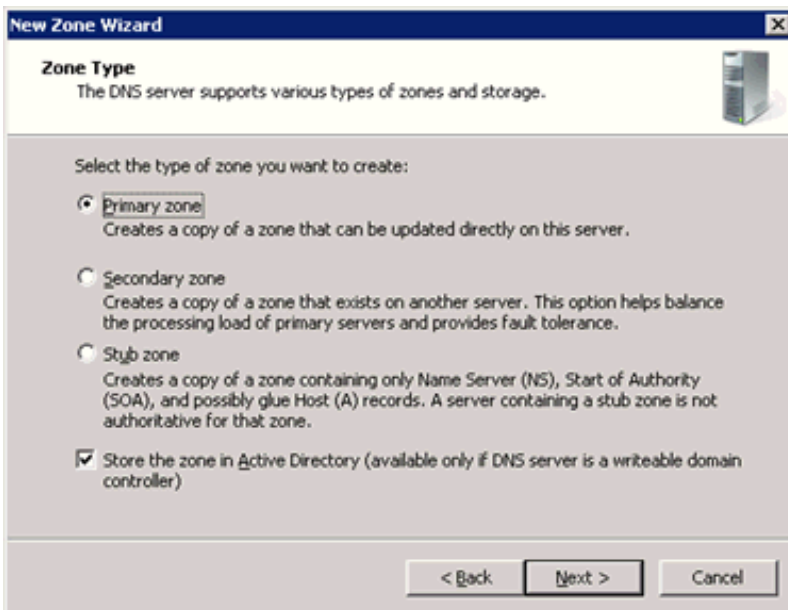 New Zone Wizard
Zone Type
The DNS server supports various types of zones and storage.
Select the type of zone you want to create:
Primary zone
Creates a copy of a zone that can be updated directly on this server.
Secondary zone
Creates a copy of a zone that exists on another server. This option helps balance
the processing load of primary servers and provides fault tolerance.
Stub zone
Creates a copy of a zone containing only Name Server (NS), Start of Authority
(SOA), and possibly glue Host (A) records. A server containing a stub zone is not
authoritative for that zone.
Store the zone in Active Directory (available only if DNS server is a writeable domain
controller)
< Back Next > Cancel